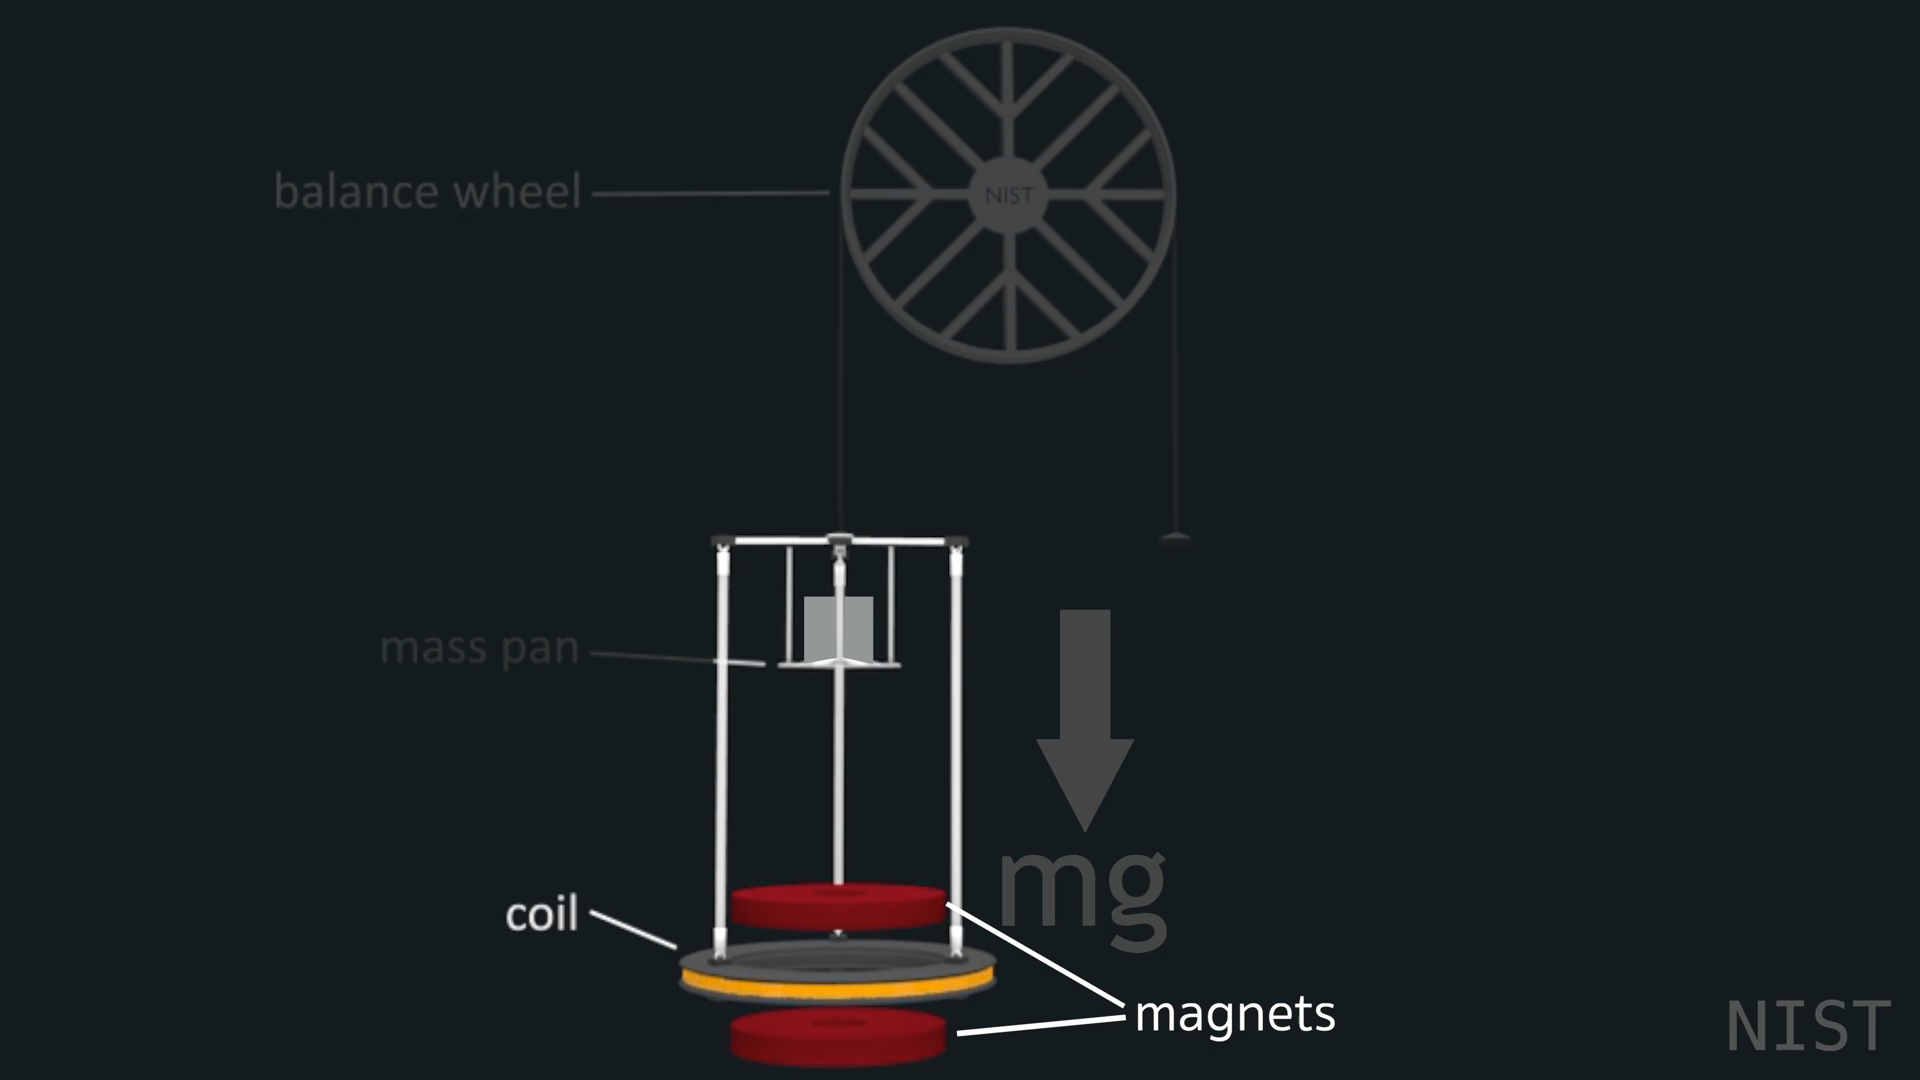 balance wheel
NIST
mass pan
mg
coil
magnets
NIST